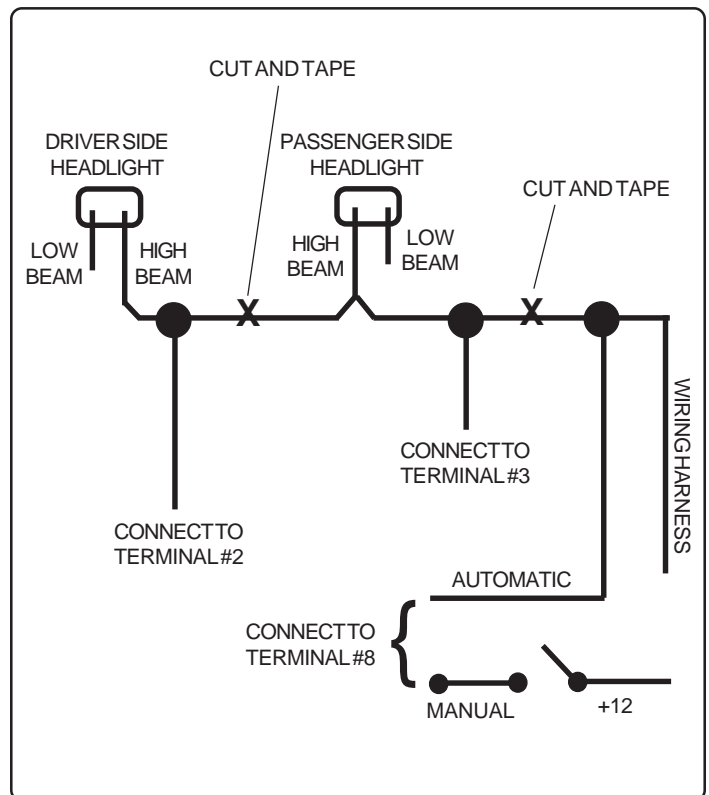 CUT AND TAPE
DRIVER SIDE
HEADLIGHT
PASSENGER SIDE
HEADLIGHT
CUT AND TAPE
LOW
BEAM
HIGH
BEAM
HIGH
BEAM
LOW
BEAM
X
X
WIRING HARNESS
CONNECT TO
TERMINAL #3
CONNECT TO
TERMINAL #2
AUTOMATIC
CONNECT TO
TERMINAL #8
{
MANUAL
+12